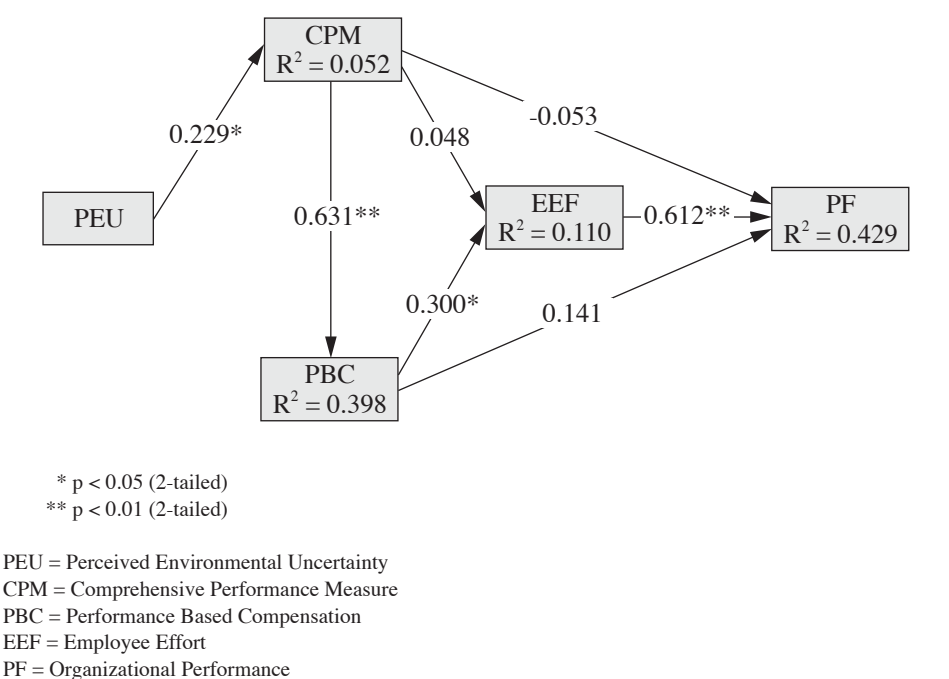 CPM
R² = 0.052
-0.053
0.229*
0.048
PEU
0.631**
EEF
R² = 0.110
0.612**
PF
R² = 0.429
0.300*
0.141
PBC
R² = 0.398
* p < 0.05 (2-tailed)
** p < 0.01 (2-tailed)
PEU = Perceived Environmental Uncertainty
CPM = Comprehensive Performance Measure
PBC = Performance Based Compensation
EEF = Employee Effort
PF = Organizational Performance